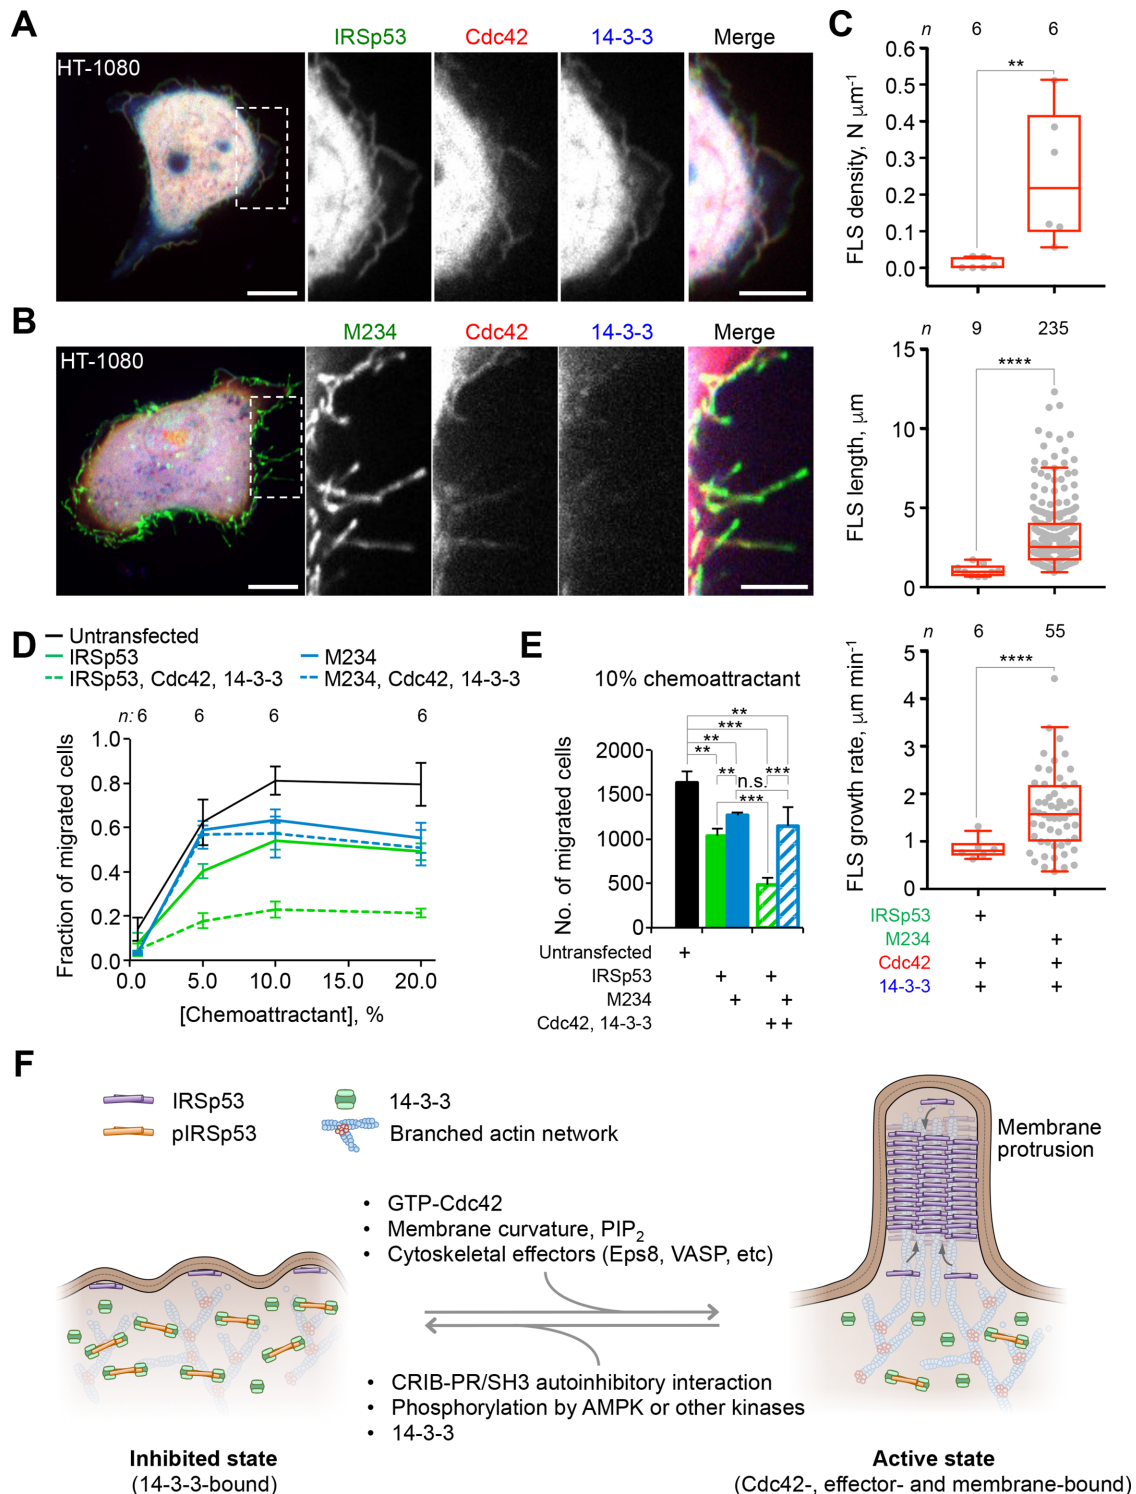 A
IRSp53 Cdc42 14-3-3 Merge
HT-1080
B
M234 Cdc42 14-3-3 Merge
HT-1080
C
n 6 6
**
FLS density, N μm-1
0.6
0.5
0.4
0.3
0.2
0.1
0.0
n 9 235
****
FLS length, μm
15
10
5
0
n 6 55
****
FLS growth rate, μm min-1
5
4
3
2
1
0
IRSp53 +
M234 +
Cdc42 + +
14-3-3 + +
D
Untransfected
IRSp53
M234
IRSp53, Cdc42, 14-3-3
M234, Cdc42, 14-3-3
n: 6 6 6 6
Fraction of migrated cells
1.0
0.8
0.6
0.4
0.2
0.0
0.0 5.0 10.0 15.0 20.0
[Chemoattractant], %
E
10% chemoattractant
**
***
**
**
** n.s. ***
***
No. of migrated cells
2000
1500
1000
500
0
Untransfected +
IRSp53 + +
M234 + +
Cdc42, 14-3-3 + +
F
IRSp53
pIRSp53
14-3-3
Branched actin network
Membrane
protrusion
• GTP-Cdc42
• Membrane curvature, PIP2
• Cytoskeletal effectors (Eps8, VASP, etc)
• CRIB-PR/SH3 autoinhibitory interaction
• Phosphorylation by AMPK or other kinases
• 14-3-3
Inhibited state
(14-3-3-bound)
Active state
(Cdc42-, effector- and membrane-bound)